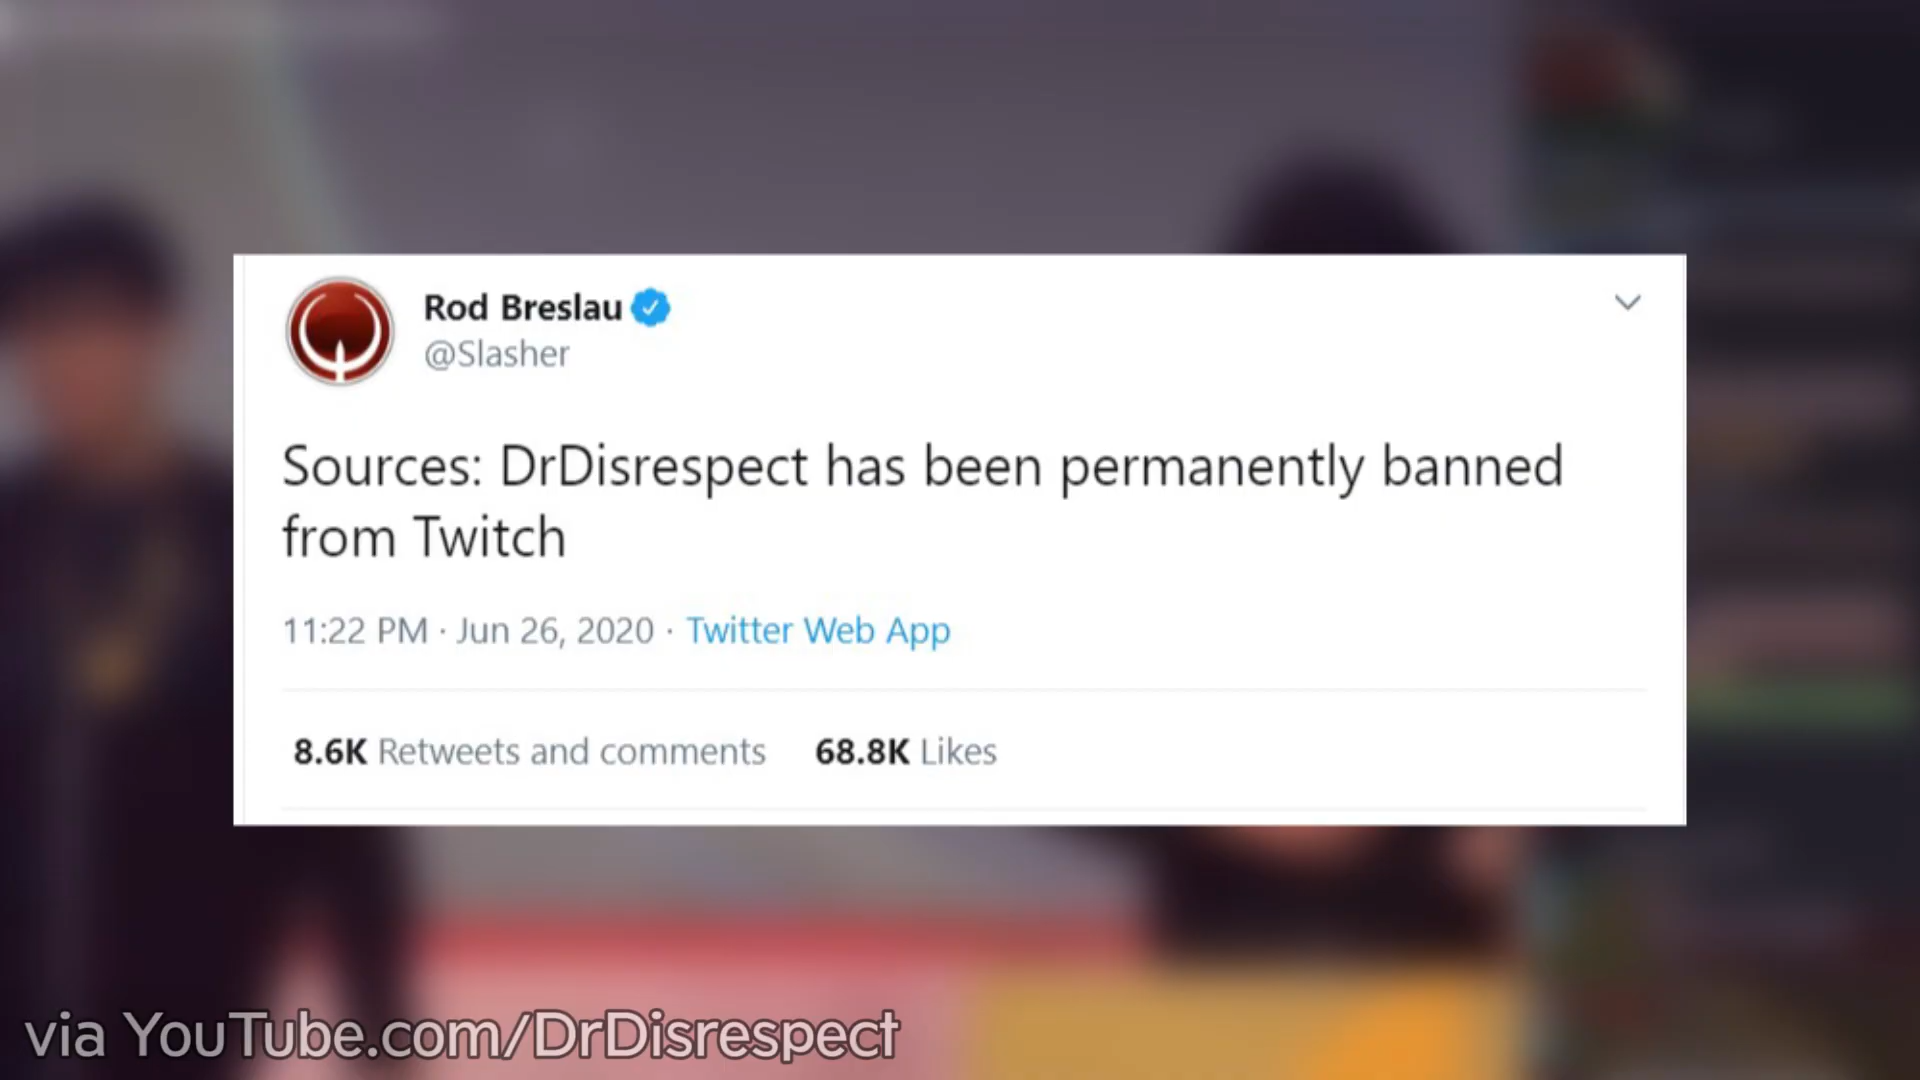 Rod Breslau
@Slasher
Sources: DrDisrespect has been permanently banned
from Twitch
11:22 PM · Jun 26, 2020 · Twitter Web App
8.6K Retweets and comments 68.8K Likes
via YouTube.com/DrDisrespect